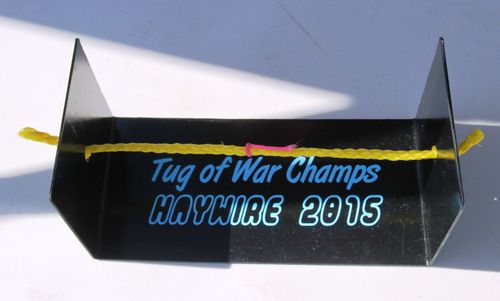 Tug of War Champs
HAYWIRE 2015